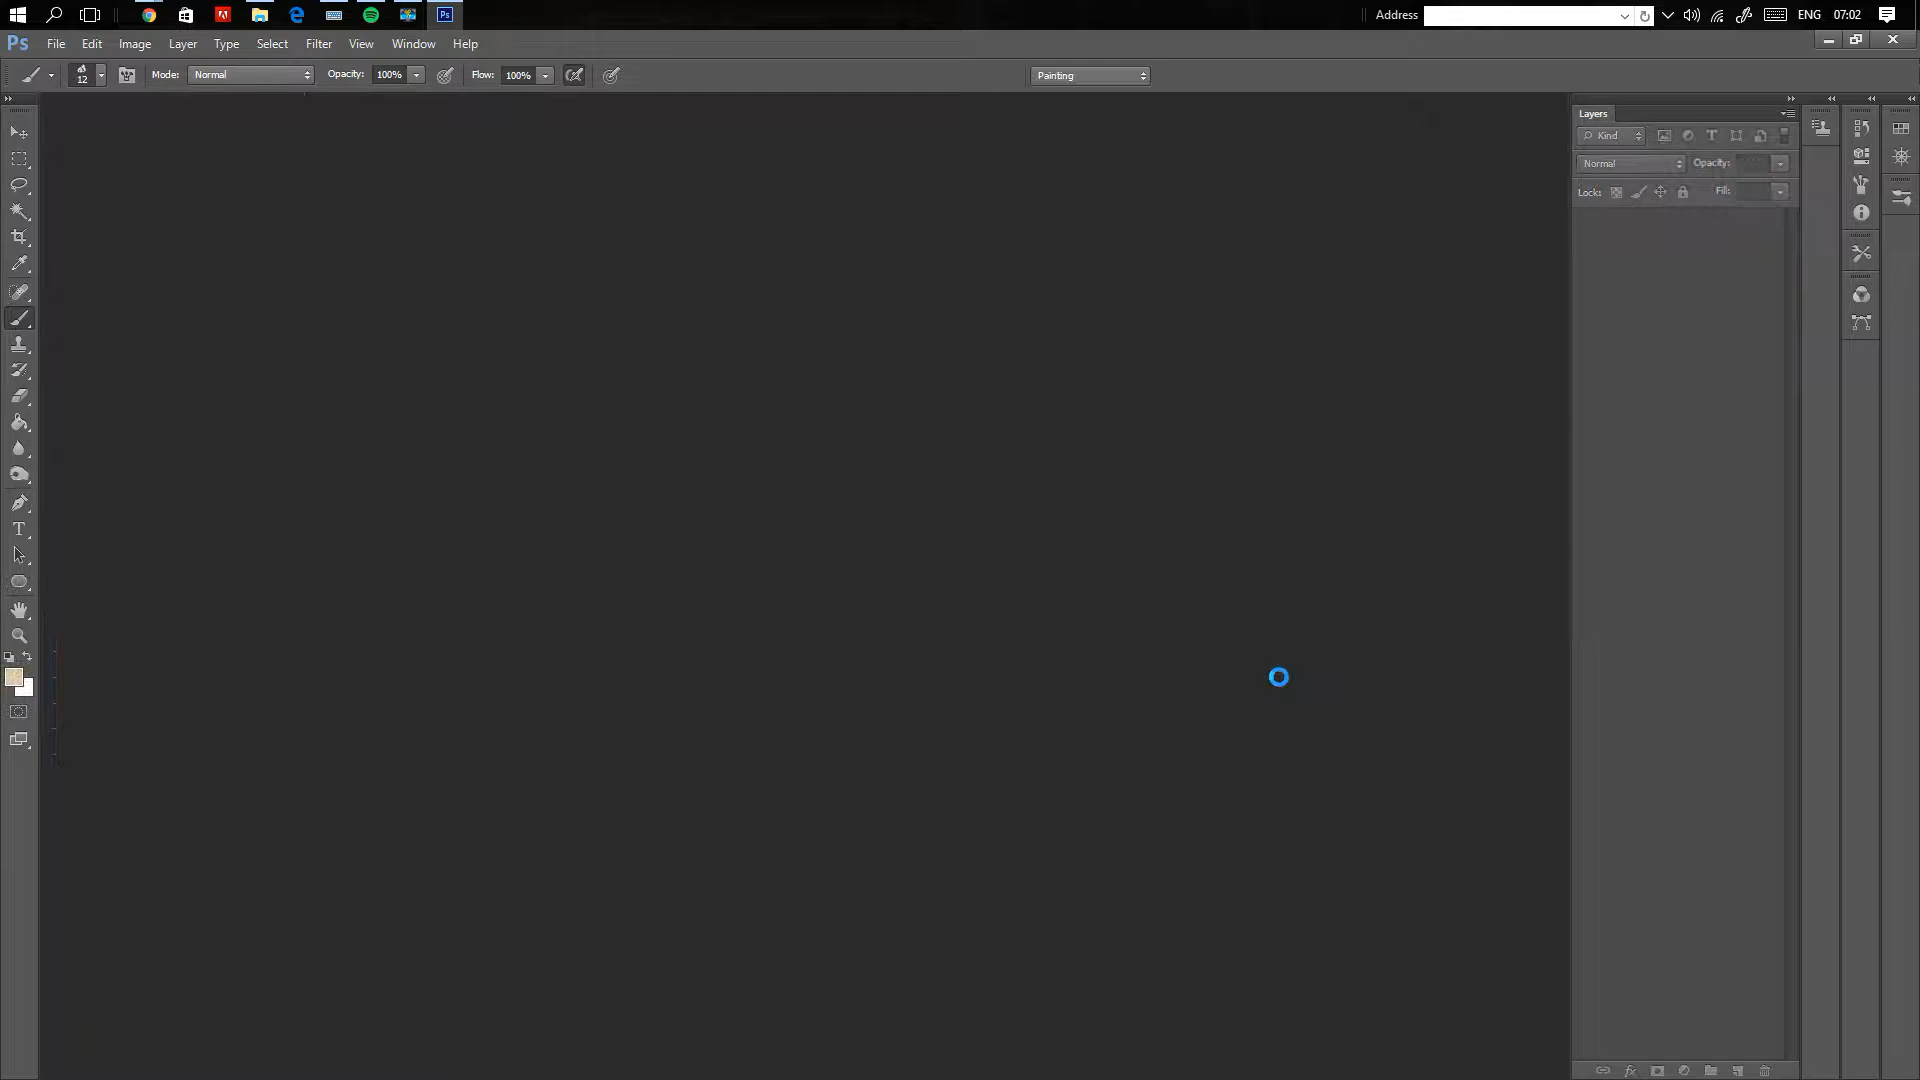 Address ENG 07:02
Ps File Edit Image Layer Type Select Filter View Window Help
12 Mode: Normal Opacity: 100% Flow: 100% Painting
Layers
Kind
Normal Opacity:
Lock: Fill: